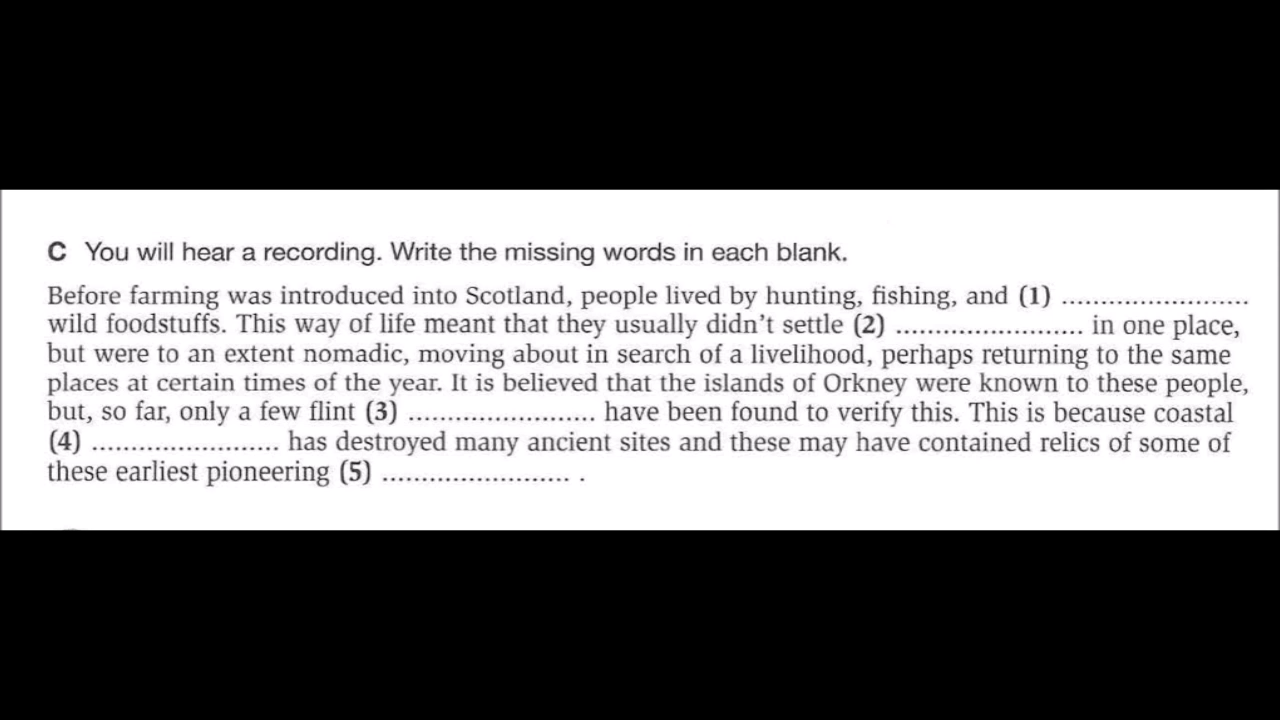 C You will hear a recording. Write the missing words in each blank.
Before farming was introduced into Scotland, people lived by hunting, fishing, and (1) ........................
wild foodstuffs. This way of life meant that they usually didn't settle (2) ........................ in one place,
but were to an extent nomadic, moving about in search of a livelihood, perhaps returning to the same
places at certain times of the year. It is believed that the islands of Orkney were known to these people,
but, so far, only a few flint (3) ........................ have been found to verify this. This is because coastal
(4) ........................ has destroyed many ancient sites and these may have contained relics of some of
these earliest pioneering (5) ........................ .